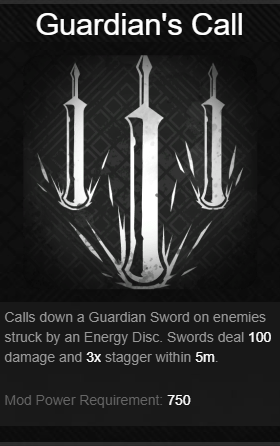 Guardian's Call
Calls down a Guardian Sword on enemies
struck by an Energy Disc. Swords deal 100
damage and 3x stagger within 5m.
Mod Power Requirement: 750